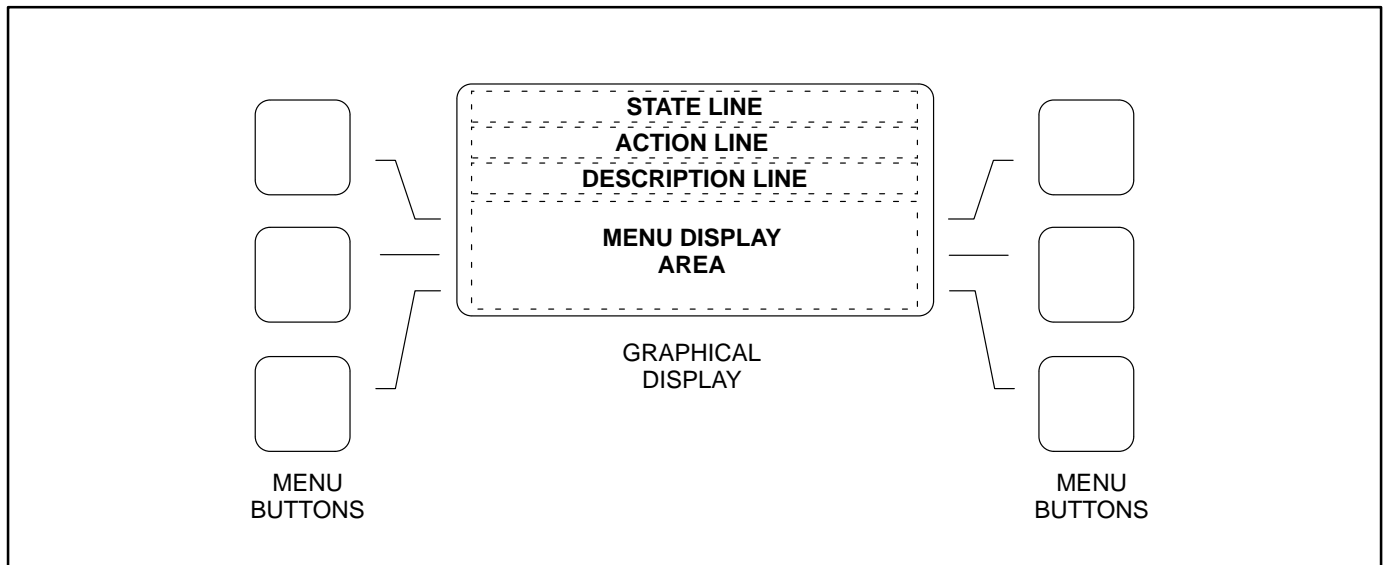 STATE LINE
ACTION LINE
DESCRIPTION LINE
MENU DISPLAY
AREA
GRAPHICAL
DISPLAY
MENU
BUTTONS
MENU
BUTTONS